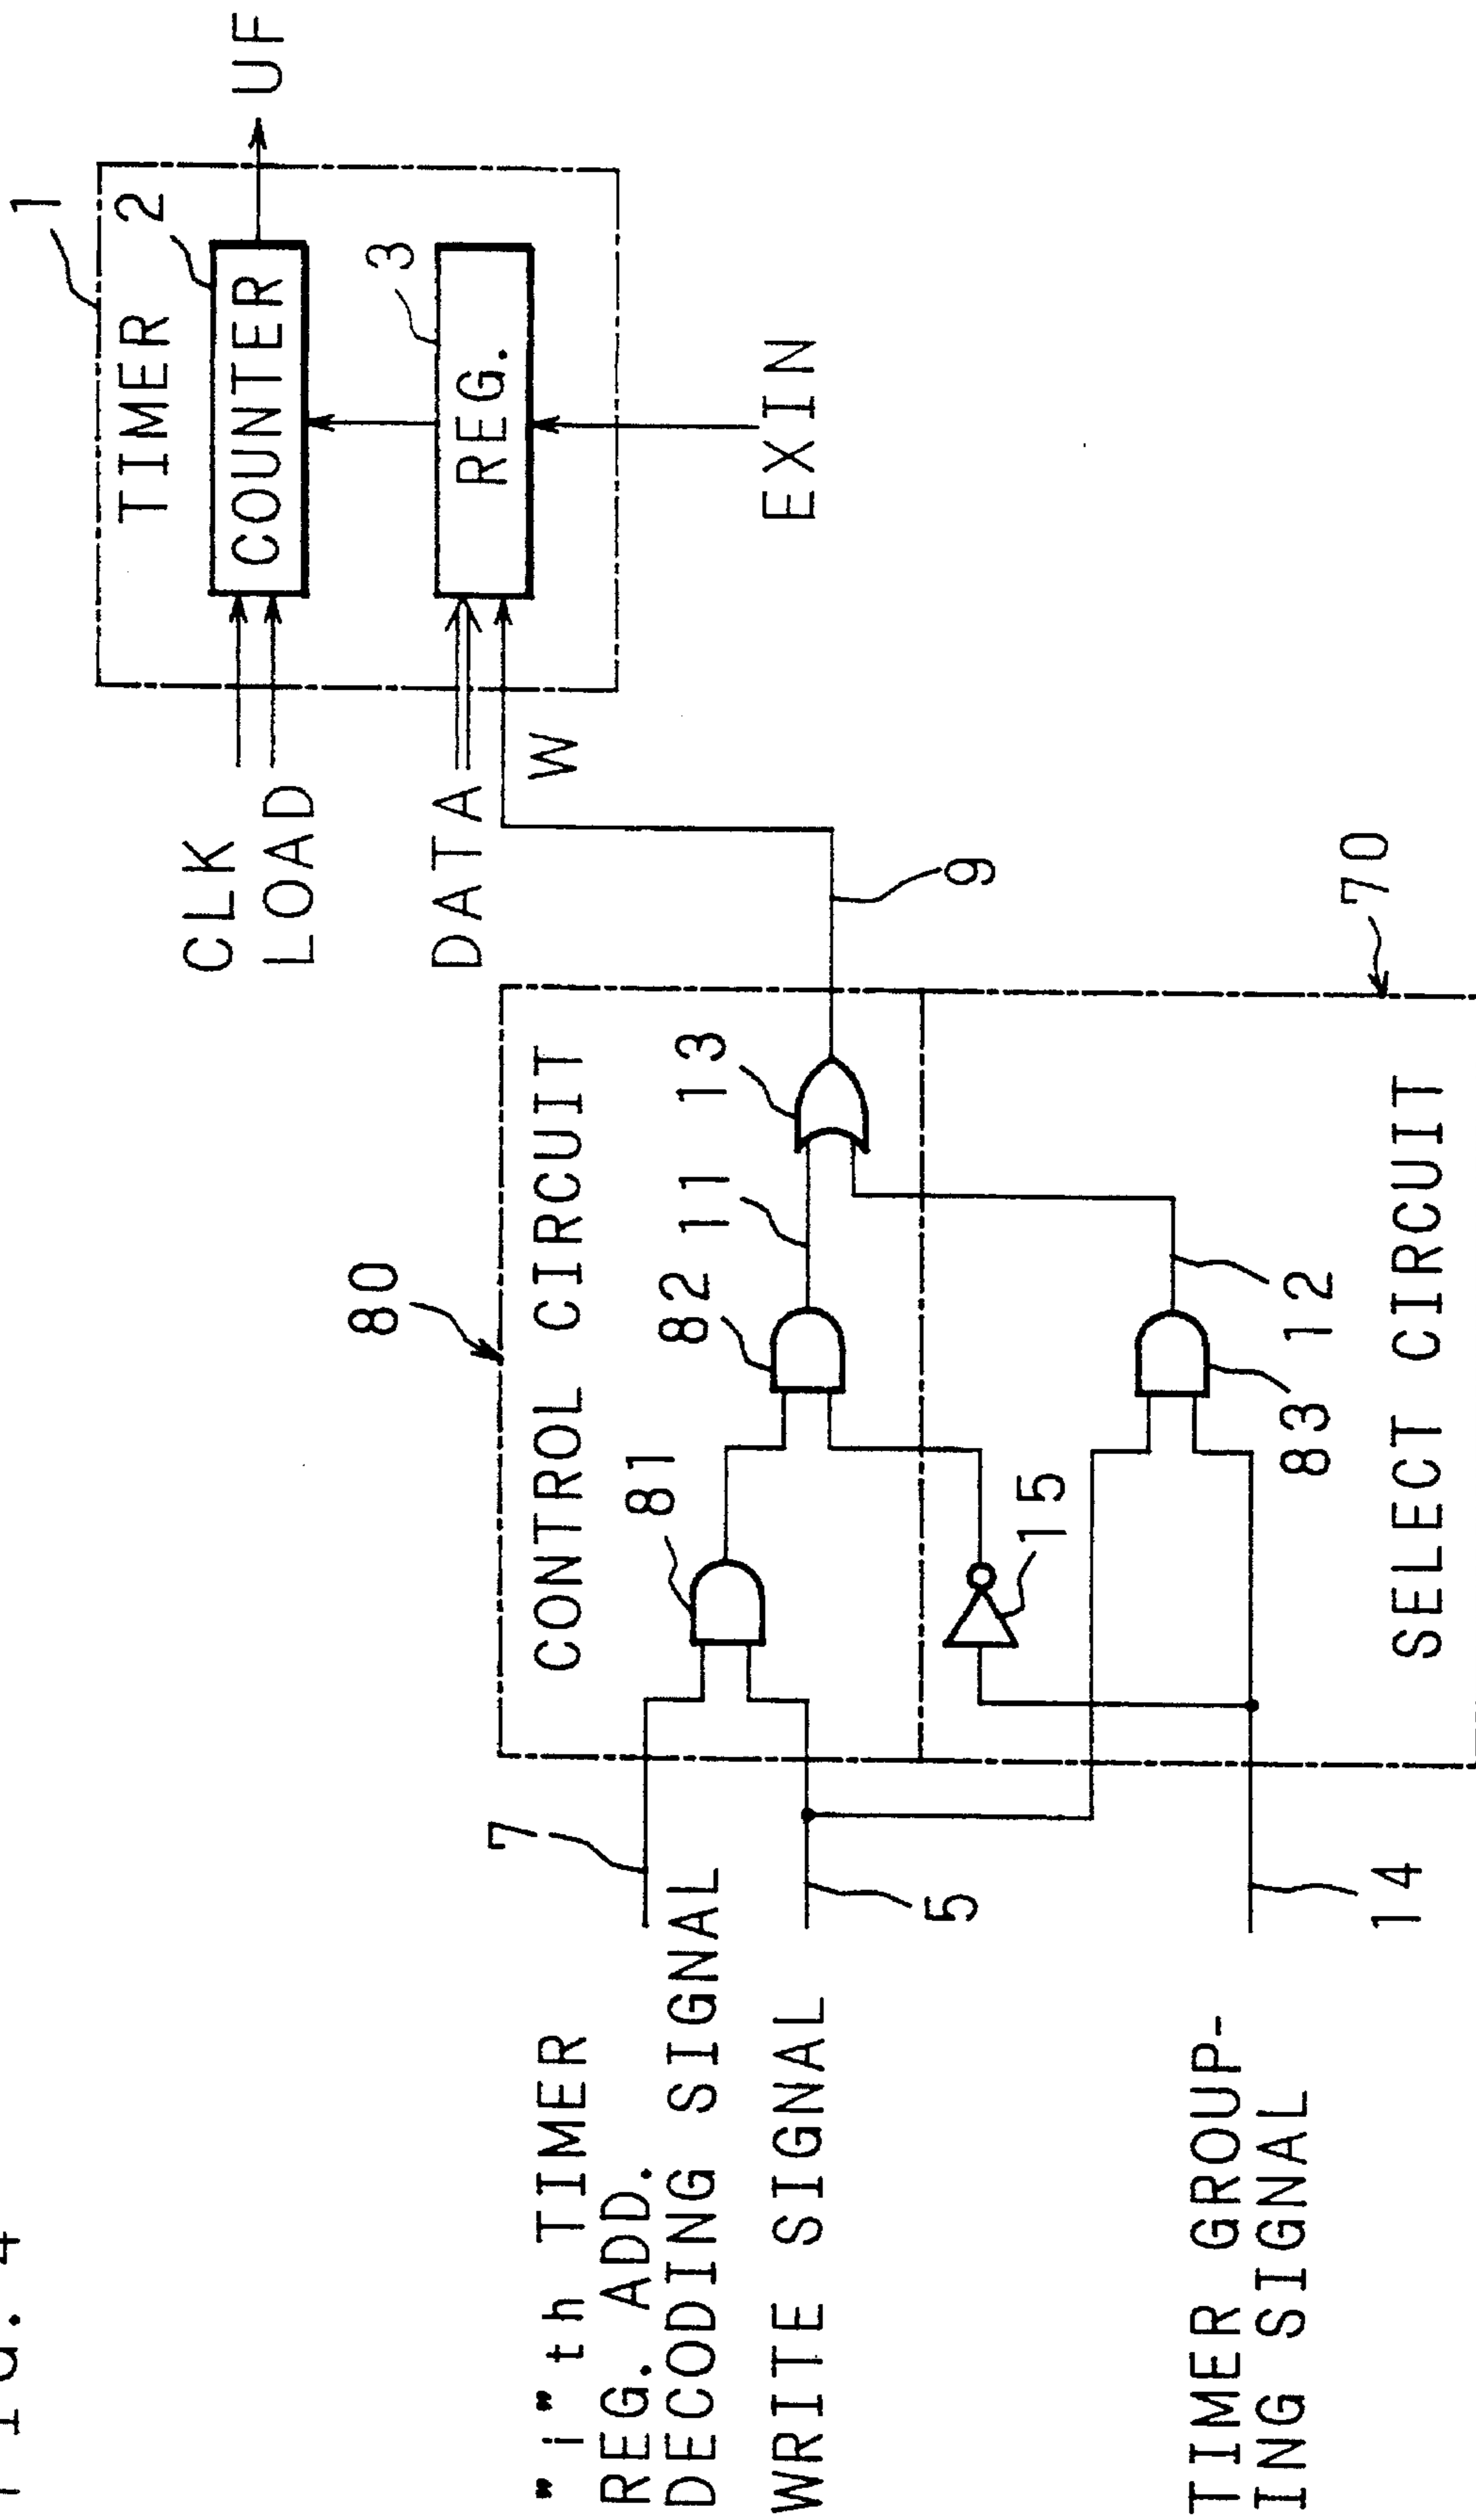 FIG. 4
"i"th TIMER
REG. ADD.
DECODING SIGNAL
WRITE SIGNAL
TIMER GROUP-
ING SIGNAL
7
5
14
80
CONTROL CIRCUIT
81
82
11
13
15
83
12
SELECT CIRCUIT
70
9
CLK
LOAD
DATA
W
1
TIMER
2
COUNTER
3
REG.
EXIN
UF